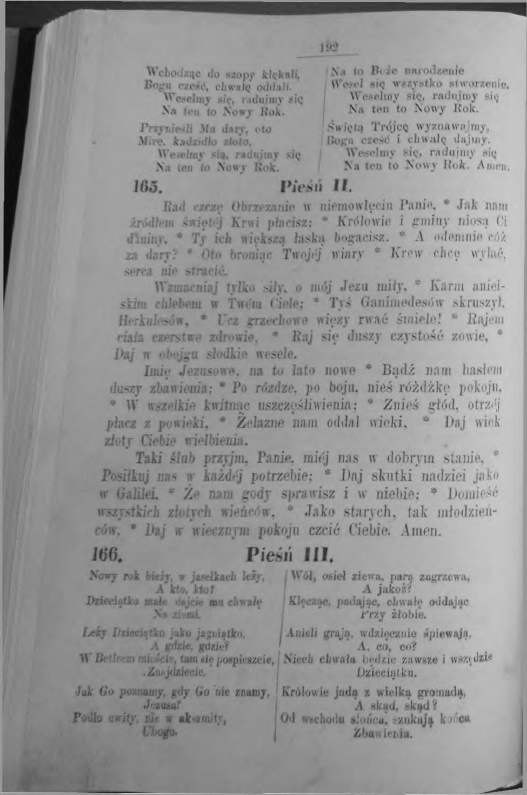 192
Wchodząc do szopy klękali,
Bogu cześć, chwałę oddali.
Weselmy się, radujmy się
Na ten to Nowy Rok.
Przynieśli Mu dary, oto
Mirę, kadzidło złoto,
Weselmy się, radujmy się
Na ten to Nowy Rok.
Na to Boże narodzenie
Wesel się wszystko stworzenie.
Weselmy się, radujmy się
Na ten to Nowy Rok.
Świętą Trójcę wyznawajmy,
Bogu cześć i chwałę dajmy.
Weselmy się, radujmy się
Na ten to Nowy Rok. Amen.
165. Pieśń II.
Rad czczę Obrzezanie w niemowlęciu Panie, * Jak nam
źródłem świętéj Krwi płacisz; * Królowie i gminy niosą Ci
daniny, * Ty ich większą łaską bogacisz. * A odemnie cóż
za dary? * Oto broniąc Twojéj wiary * Krew chcę wylać,
serca nie stracić.
Wzmacniaj tylko siły, o mój Jezu miły, * Karm aniel-
skim chlebem w Twém Ciele; * Tyś Ganimedesów skruszył,
Herkulesów, * Ucz grzechowe więzy rwać śmiele! * Rajem
ciała czerstwe zdrowie, * Raj się duszy czystość zowie, *
Daj w obojgu słodkie wesele.
Imię Jezusowe, na to lato nowe * Bądź nam hasłem
duszy zbawienia; * Po rózdze, po boju, nieś różdżkę pokoju,
* W wszelkie kwitnąc uszczęśliwienia; * Znieś głód, otrzéj
płacz z powieki, * Żelazne nam oddal wieki, * Daj wiek
złoty Ciebie wielbienia.
Taki ślub przyjm, Panie, miéj nas w dobrym stanie, *
Posiłkuj nas w każdéj potrzebie; * Daj skutki nadziei jako
w Galilei, * Że nam gody sprawisz i w niebie; * Domieść
wszystkich złotych wieńców, * Jako starych, tak młodzień-
ców, * Daj w wiecznym pokoju czcić Ciebie. Amen.
166. Pieśń III.
Nowy rok bieży, w jasełkach leży,
A kto, kto?
Dzieciątko małe dajcie mu chwałę
Na ziemi.
Leży Dzieciątko jako jagniątko,
A gdzie, gdzie?
W Betleem mieście, tam się pospieszcie,
Znajdziecie.
Jak Go poznamy, gdy Go nie znamy,
Jezusa?
Podło uwity, nie w aksamity,
Ubogo.
Wół, osieł ziewa, parą zagrzewa,
A jakoż?
Klęcząc, padając, chwałę oddając
Przy żłobie.
Anieli grają, wdzięcznie śpiewają,
A, co, co?
Niech chwała będzie zawsze i wszędzie
Dzieciątku.
Królowie jadą z wielką gromadą,
A skąd, skąd?
Od wschodu słońca, szukają końca
Zbawienia.